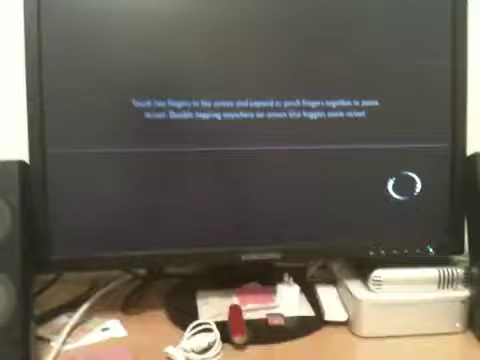 Touch two fingers to the screen and expand or pinch fingers together to zoom
in/out. Double tapping anywhere on screen also toggles zoom in/out